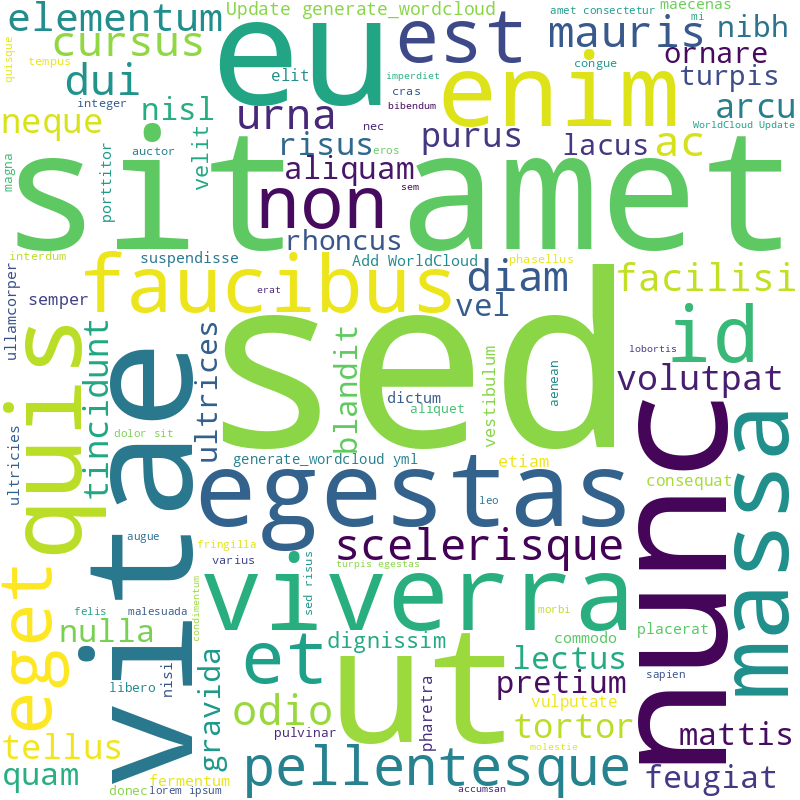 elementum
Update generate_wordcloud
amet consectetur
maecenas
mi
quisque
cursus
eu
est
mauris
nibh
tempus
dui
elit
imperdiet
enim
congue
ornare
turpis
integer
nisl
cras
bibendum
arcu
neque
urna
nec
purus
WorldCloud Update
magna
porttitor
auctor
velit
risus
eros
lacus
ac
sit
aliquam
sem
amet
non
rhoncus
interdum
suspendisse
Add WorldCloud
phasellus
ullamcorper
semper
faucibus
erat
diam
vel
facilisi
id
quis
tincidunt
vitae
ultrices
sed
blandit
dictum
aliquet
vestibulum
aenean
lobortis
volutpat
ultricies
dolor sit
generate_wordcloud yml
etiam
nunc
massa
consequat
egestas
leo
augue
fringilla
varius
scelerisque
turpis egestas
eget
felis
malesuada
condimentum
sed risus
viverra
morbi
nulla
et
dignissim
commodo
placerat
lectus
sapien
libero
nisi
gravida
ut
pretium
vulputate
odio
pharetra
tortor
tellus
pulvinar
molestie
mattis
quam
fermentum
pellentesque
feugiat
donec
lorem ipsum
accumsan